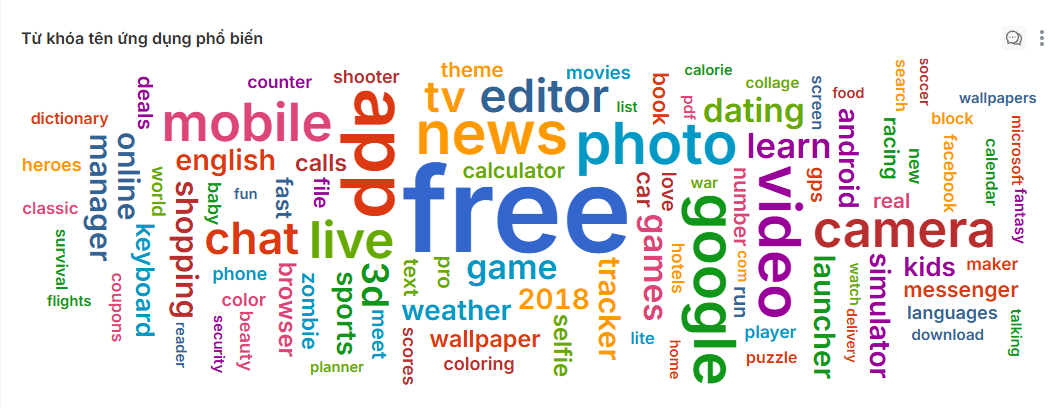 Từ khóa tên ứng dụng phổ biến
free
app
google
video
photo
news
camera
mobile
editor
chat
live
tv
game
games
3d
learn
dating
shopping
manager
online
keyboard
english
calls
file
fast
weather
2018
tracker
wallpaper
launcher
simulator
android
kids
messenger
racing
real
gps
number
run
car
love
book
calculator
theme
movies
list
pdf
calorie
collage
screen
food
search
soccer
wallpapers
block
new
facebook
calendar
microsoft
fantasy
maker
languages
download
talking
watch
delivery
player
puzzle
com
war
hotels
home
lite
selfie
coloring
scores
text
pro
meet
sports
planner
zombie
browser
beauty
color
phone
security
reader
coupons
flights
survival
classic
heroes
dictionary
deals
counter
shooter
world
baby
fun